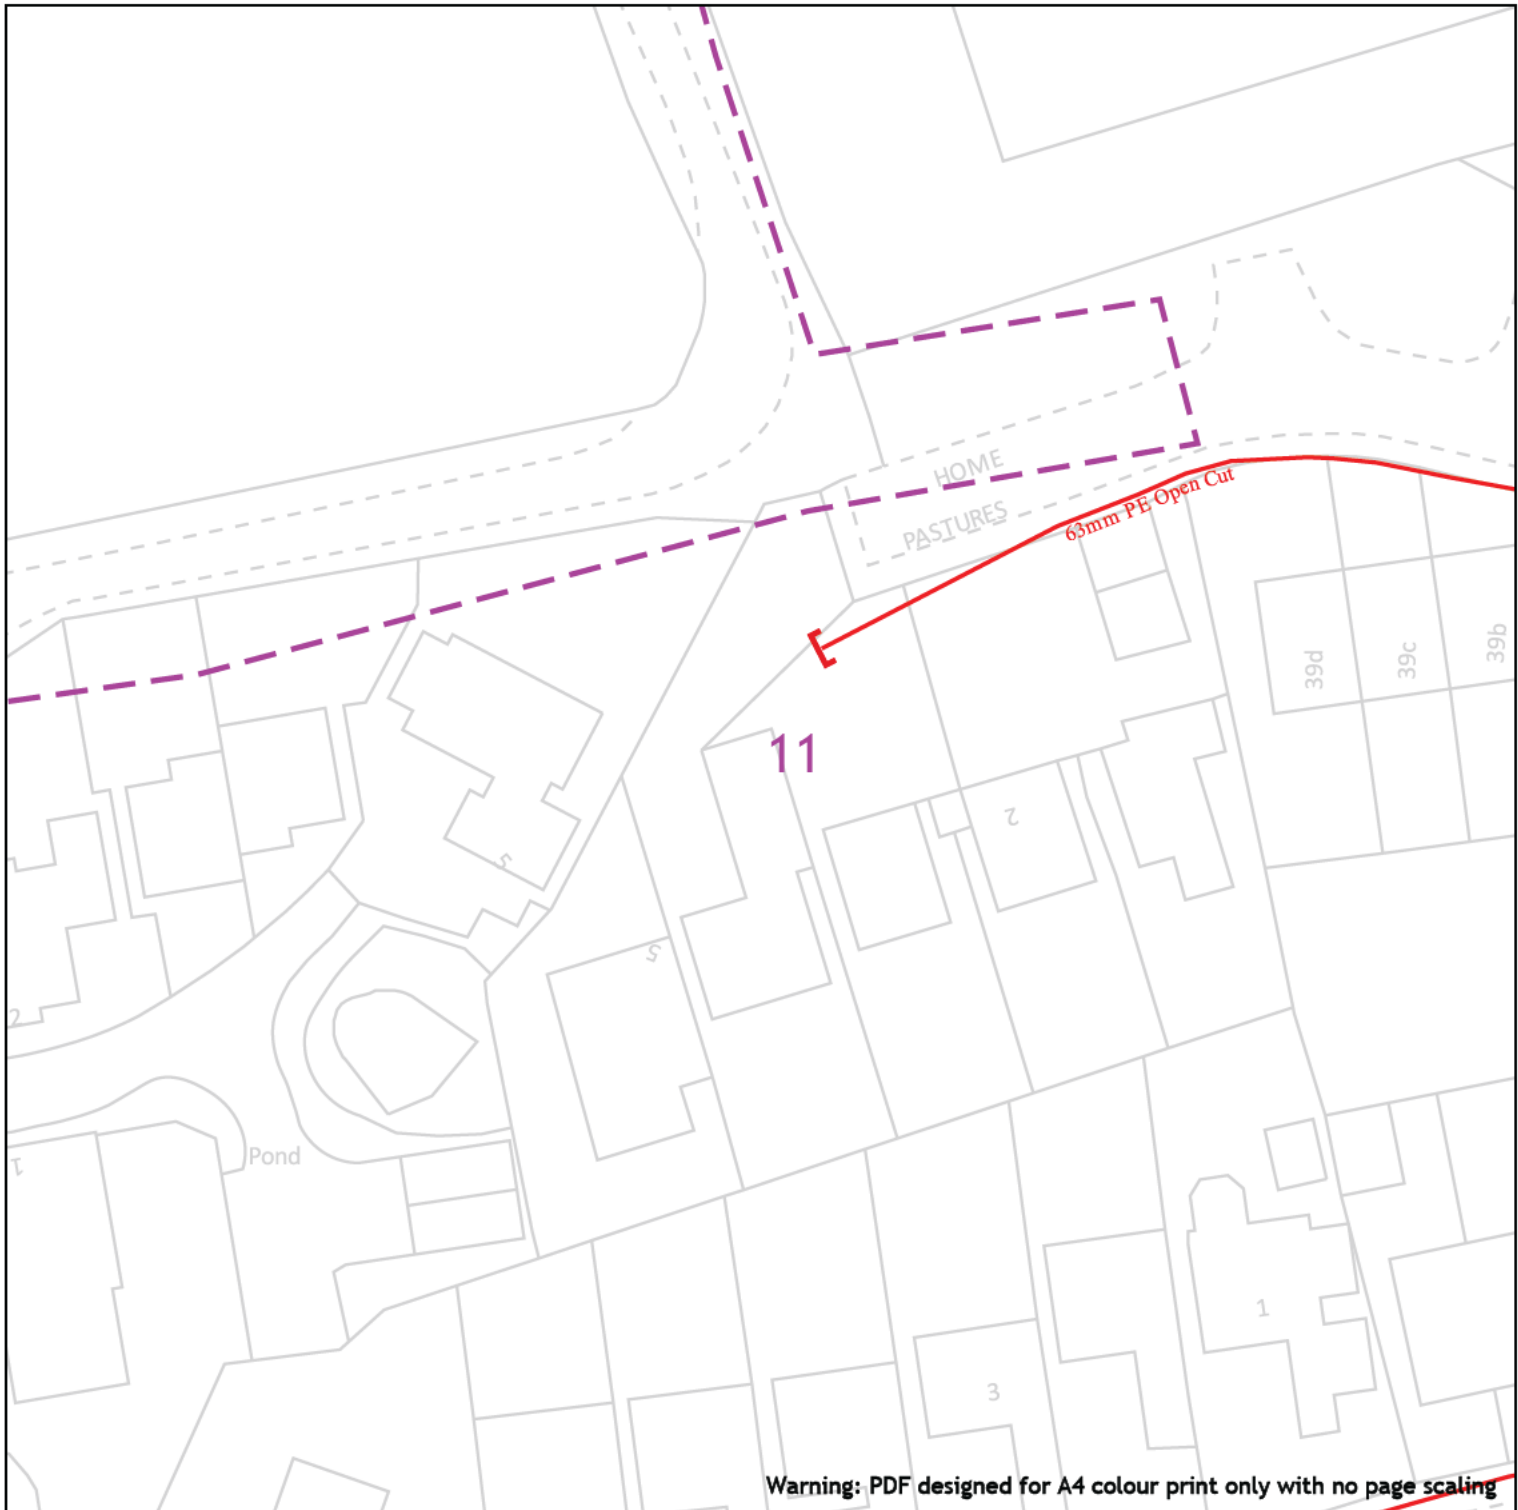 HOME
PASTURES
63mm PE Open Cut
39d
39c
39b
11
2
5
5
2
Pond
1
1
3
Warning: PDF designed for A4 colour print only with no page scaling